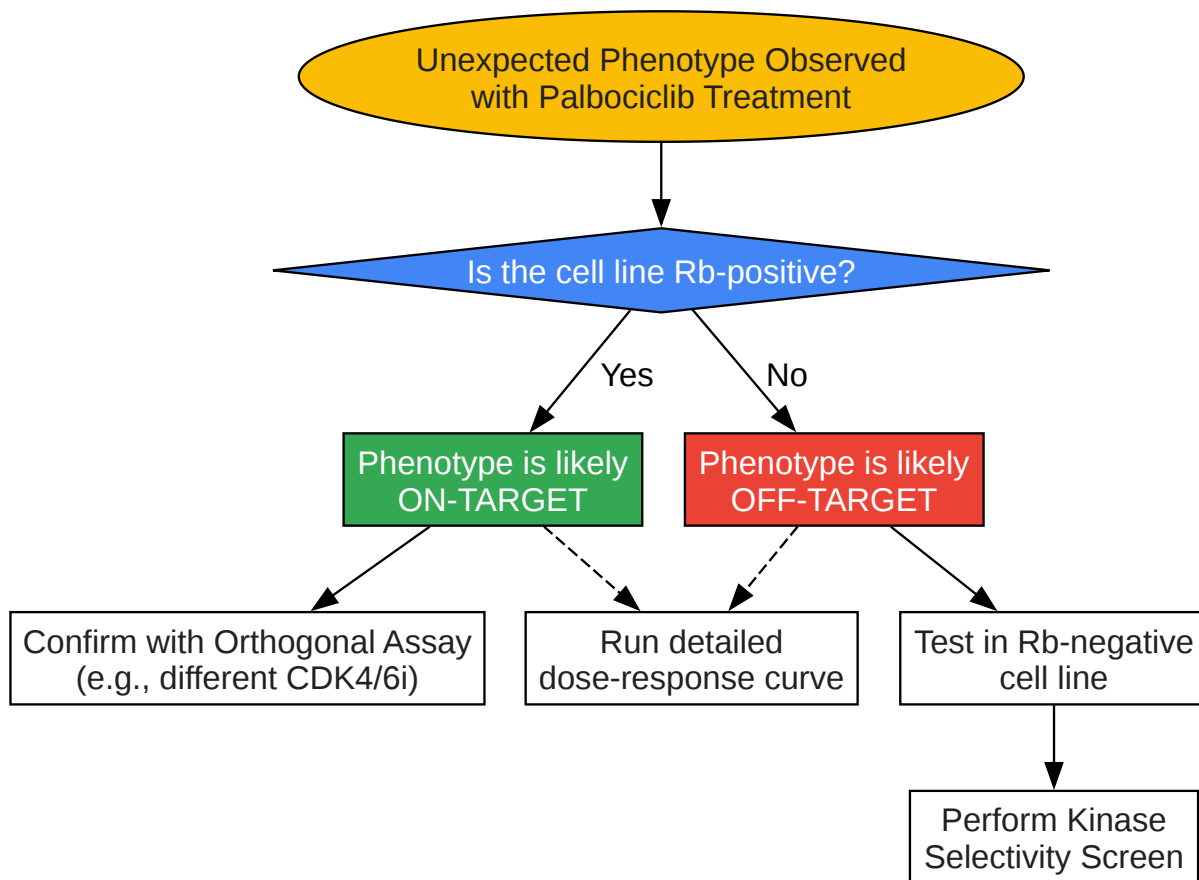 Unexpected Phenotype Observed
with Palbociclib Treatment
Is the cell line Rb-positive?
Yes
No
Phenotype is likely
ON-TARGET
Phenotype is likely
OFF-TARGET
Confirm with Orthogonal Assay
(e.g., different CDK4/6i)
Run detailed
dose-response curve
Test in Rb-negative
cell line
Perform Kinase
Selectivity Screen